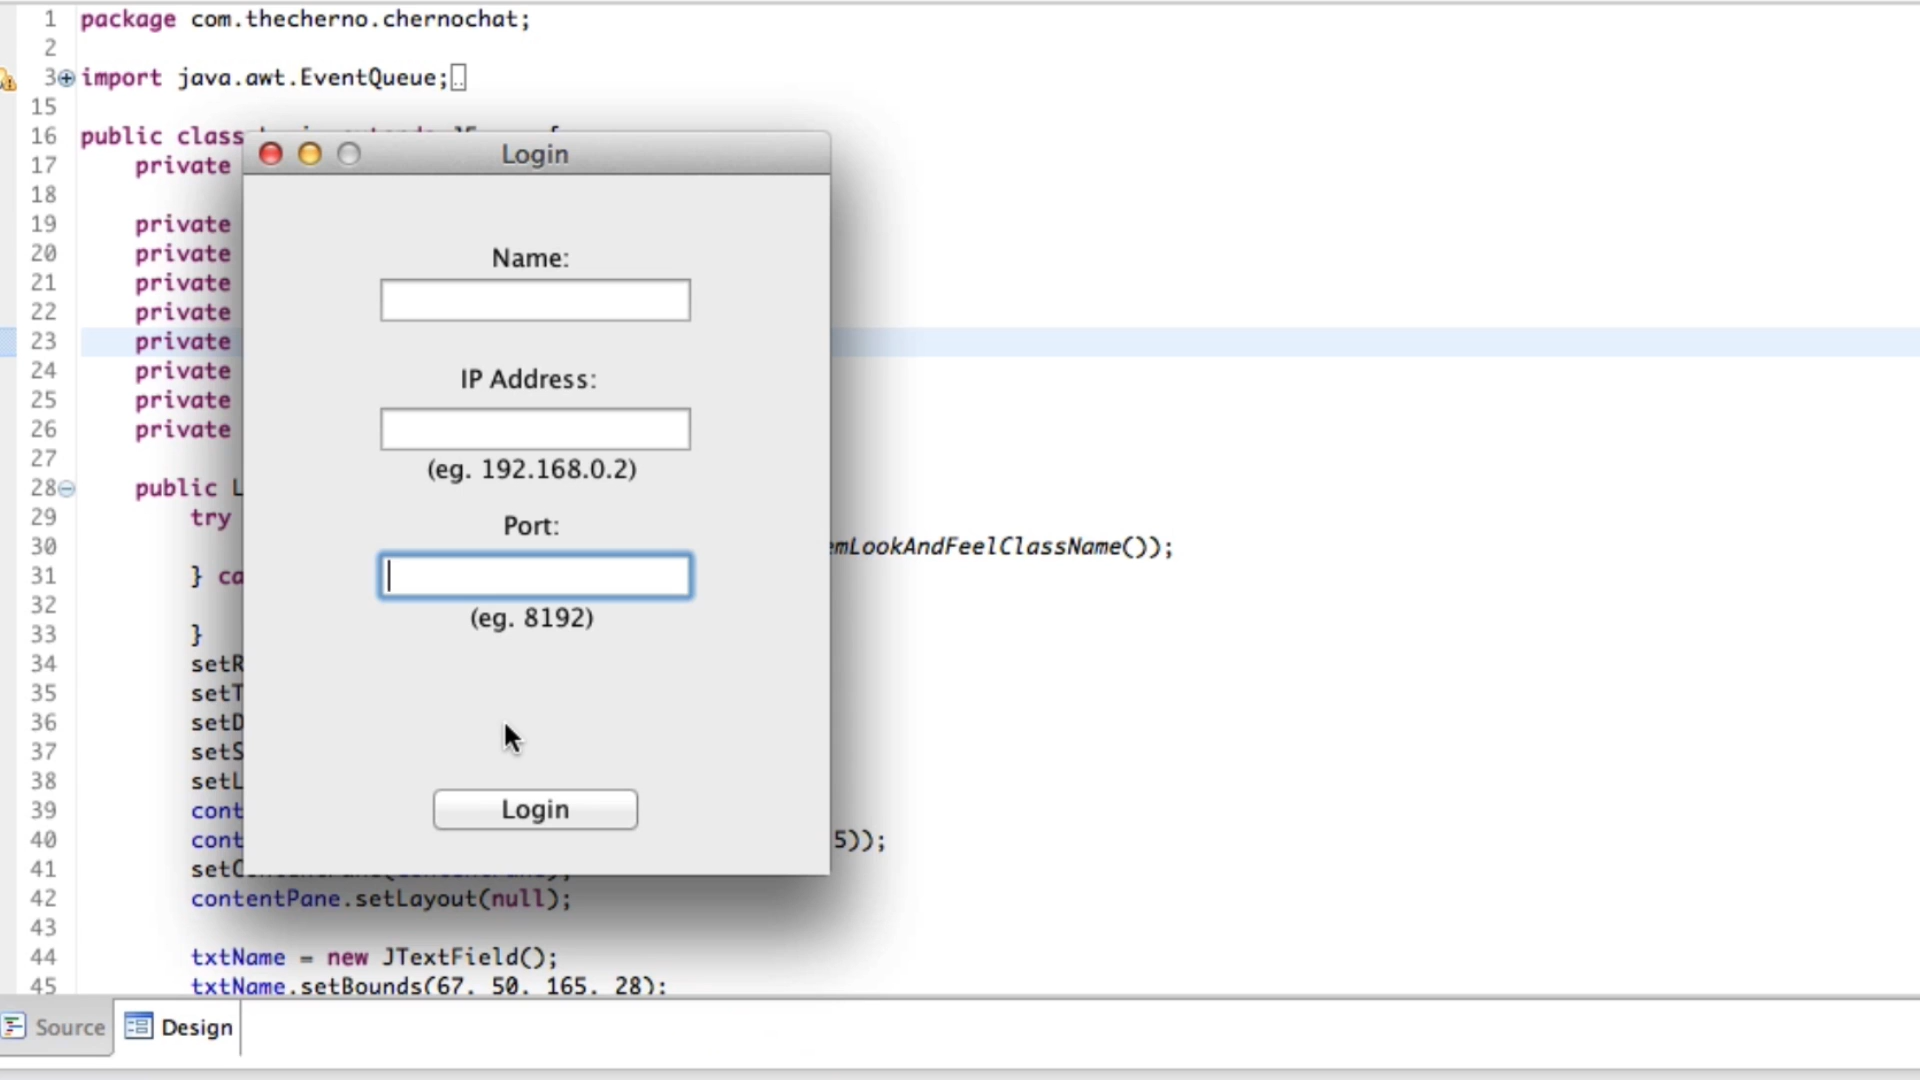 1 package com.thecherno.chernochat;
2
3 import java.awt.EventQueue;
15
16 public class
17 private
18
19 private
20 private
21 private
22 private
23 private
24 private
25 private
26 private
27
28 public L
29 try
30 emLookAndFeelClassName());
31 } ca
32
33 }
34 setR
35 setT
36 setD
37 setS
38 setL
39 cont
40 cont 5));
41 setC
42 contentPane.setLayout(null);
43
44 txtName = new JTextField();
45 txtName.setBounds(67, 50, 165, 28);
Login
Name:
IP Address:
(eg. 192.168.0.2)
Port:
(eg. 8192)
Login
Source
Design